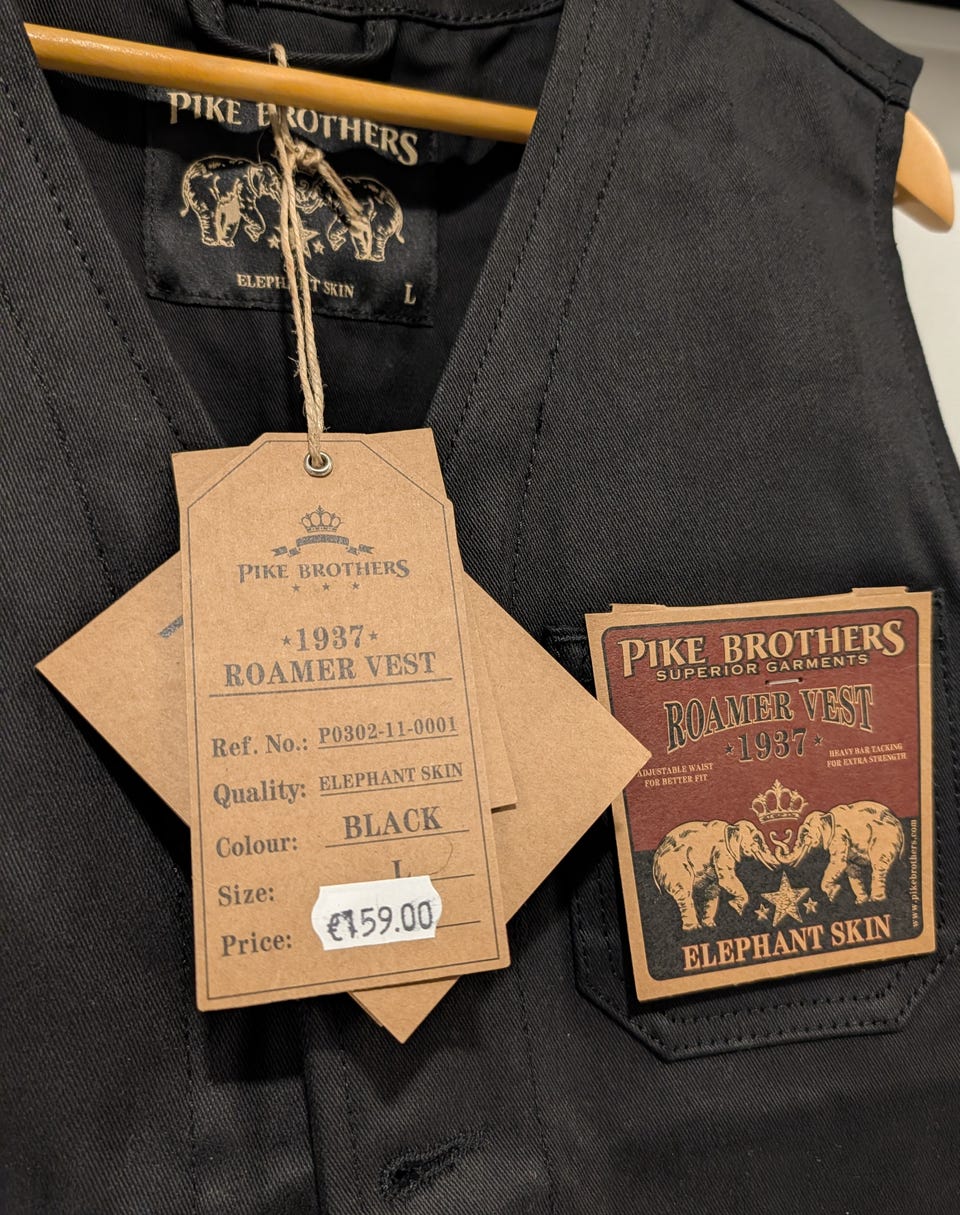 PIKE BROTHERS
ELEPHANT SKIN
L
PIKE BROTHERS
1937
ROAMER VEST
Ref. No.: P0302-11-0001
Quality: ELEPHANT SKIN
Colour: BLACK
Size: L
Price: €159.00
PIKE BROTHERS
SUPERIOR GARMENTS
ROAMER VEST
1937
ADJUSTABLE WAIST
FOR BETTER FIT
HEAVY BAR TACKING
FOR EXTRA STRENGTH
www.pikebrothers.com
ELEPHANT SKIN